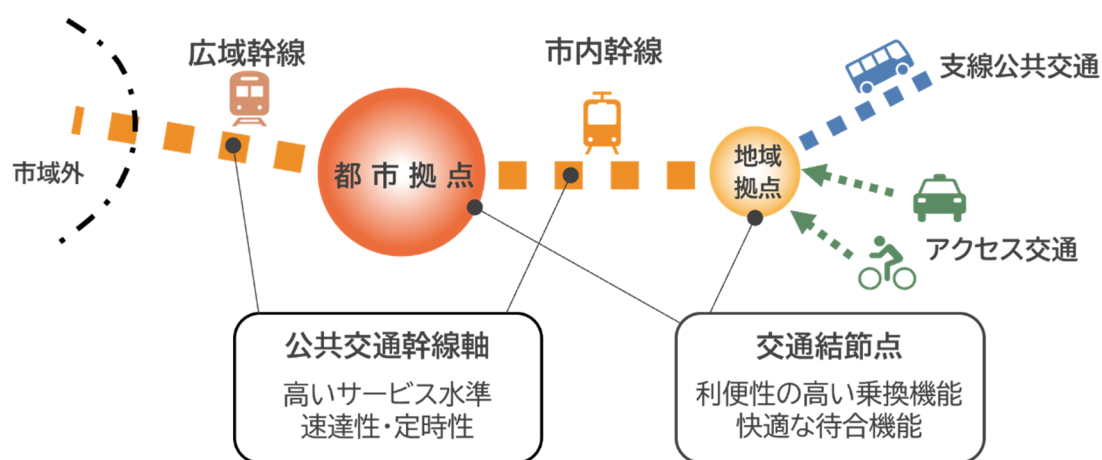 広域幹線
市内幹線
支線公共交通
市域外
都市拠点
地域
拠点
アクセス交通
公共交通幹線軸
高いサービス水準
速達性・定時性
交通結節点
利便性の高い乗換機能
快適な待合機能